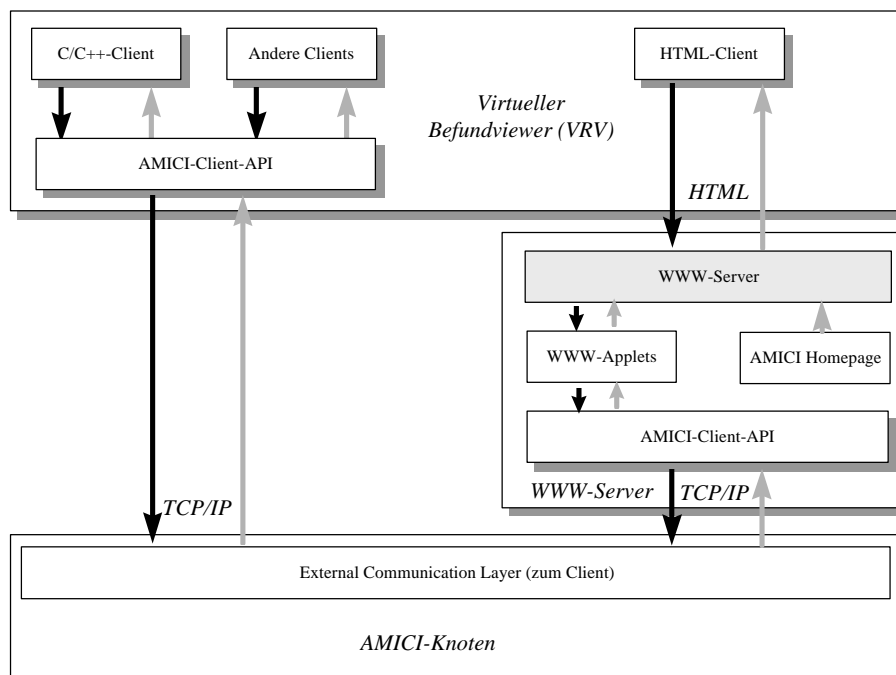 C/C++-Client
Andere Clients
HTML-Client
Virtueller
Befundviewer (VRV)
AMICI-Client-API
HTML
WWW-Server
WWW-Applets
AMICI Homepage
AMICI-Client-API
WWW-Server
TCP/IP
TCP/IP
External Communication Layer (zum Client)
AMICI-Knoten